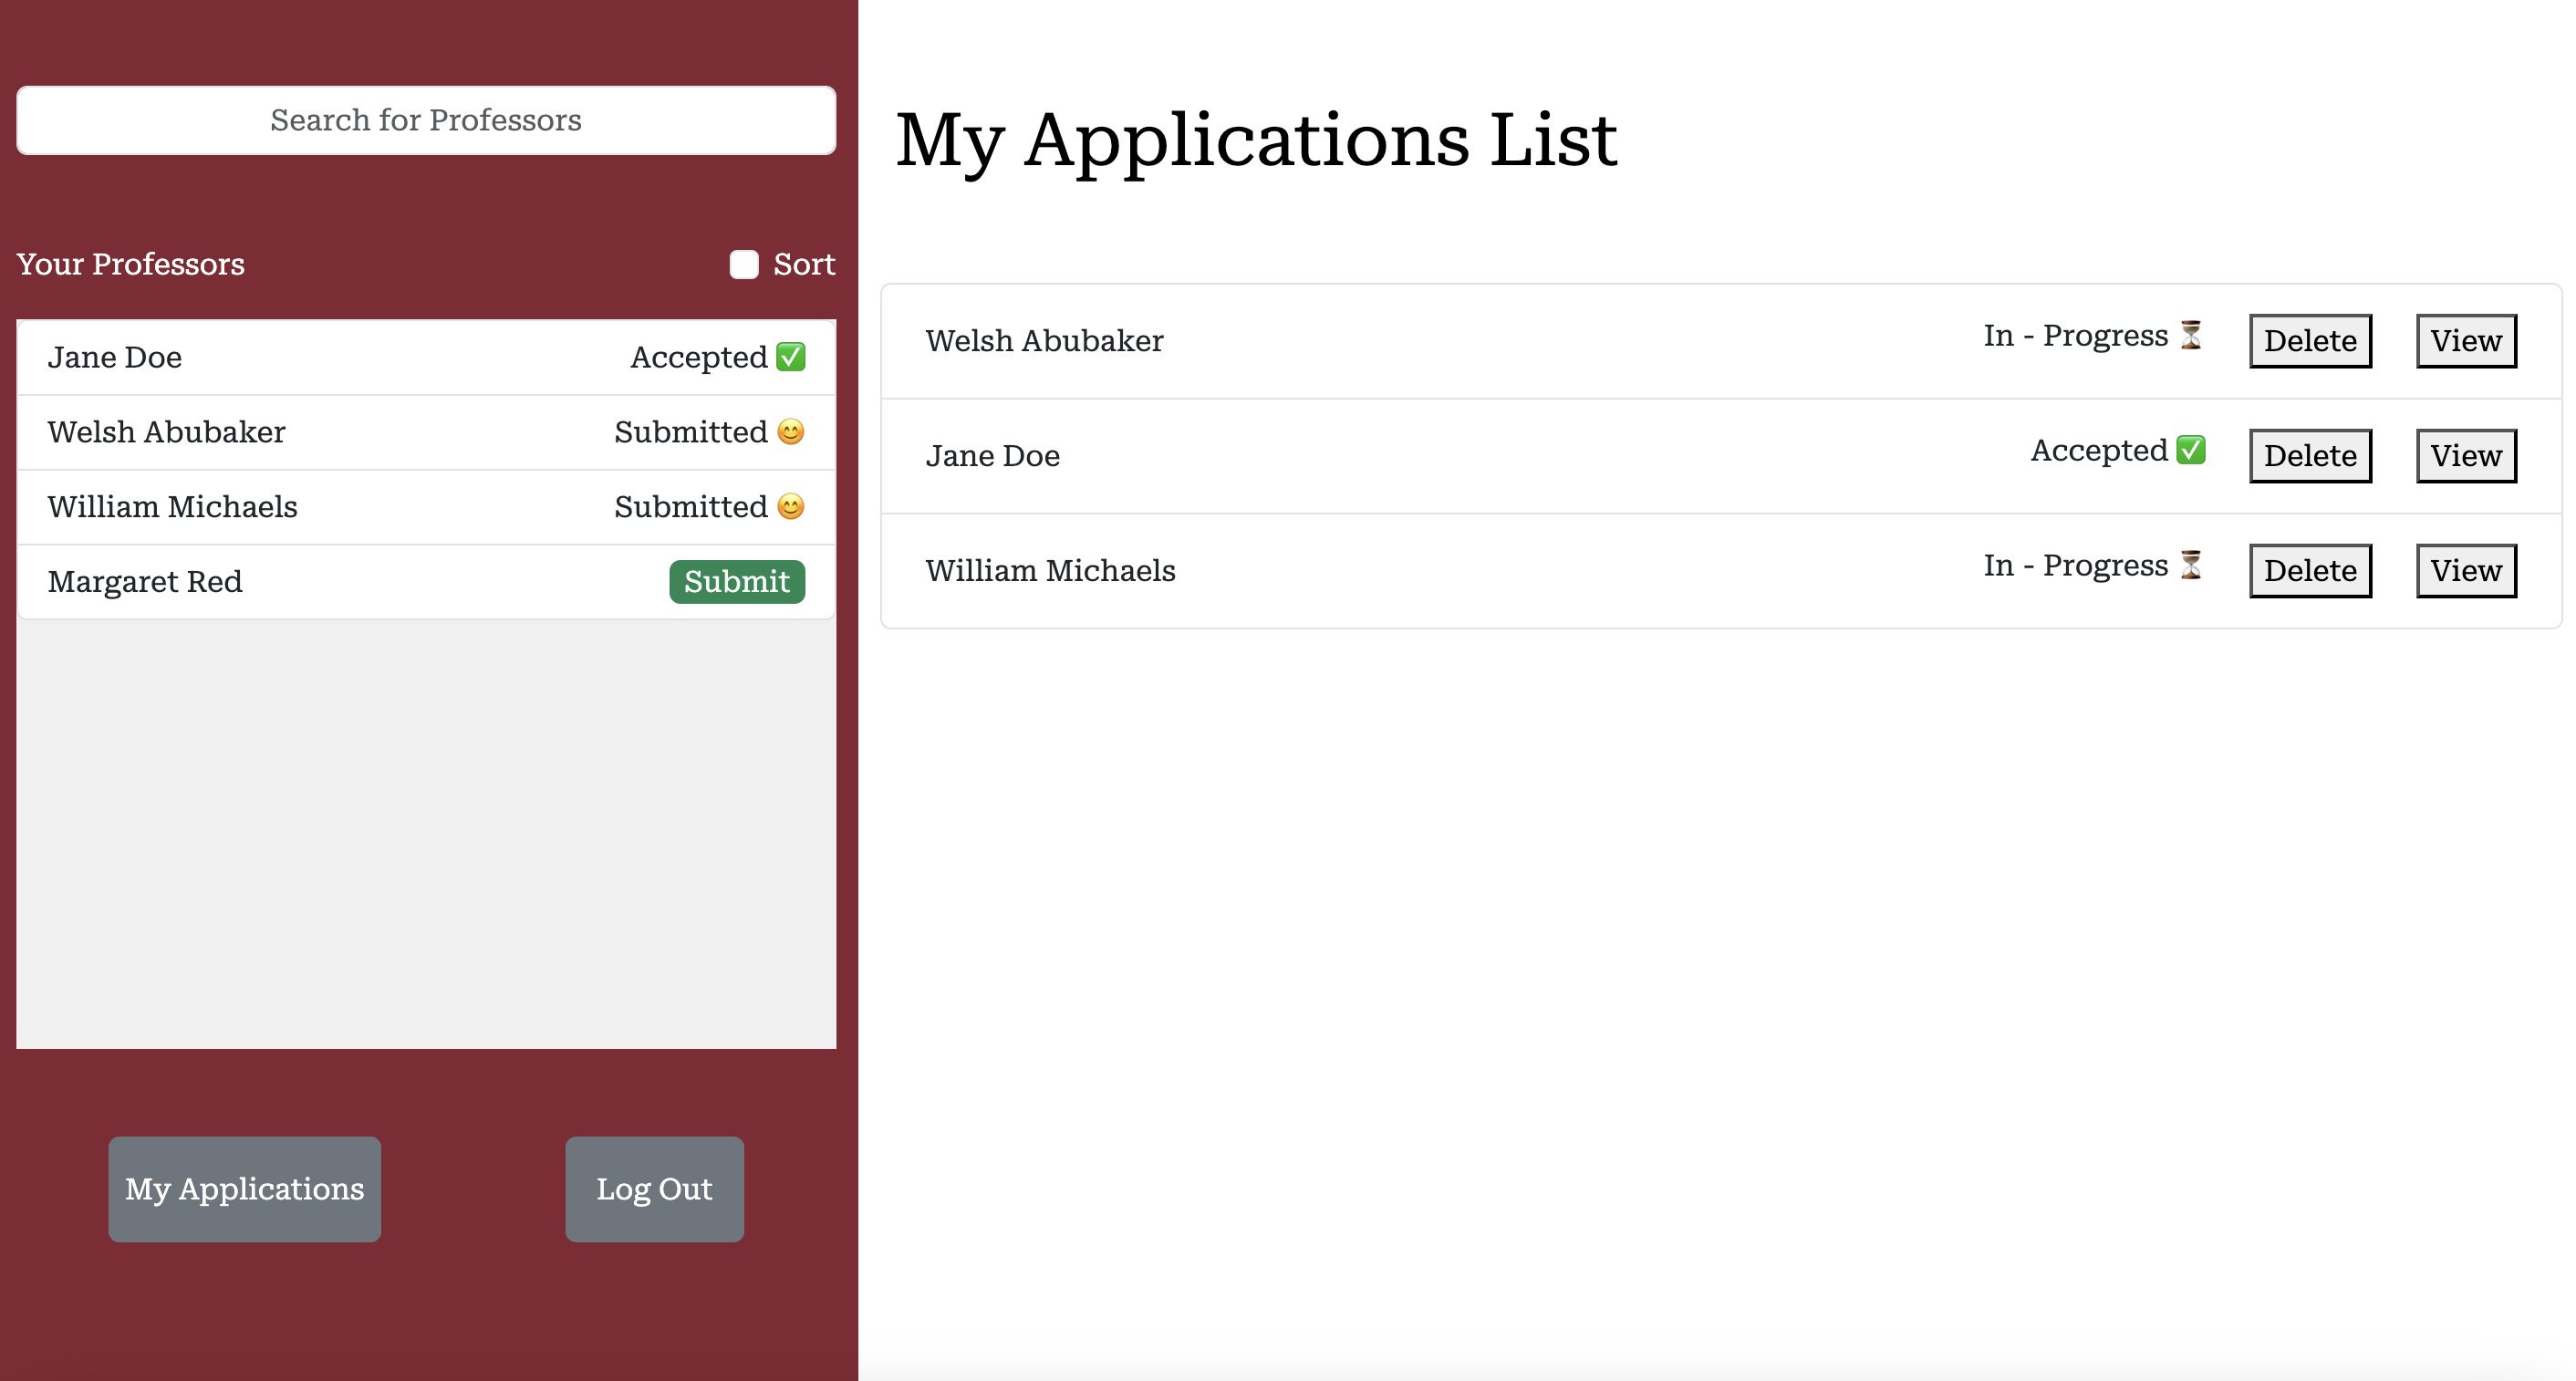 Search for Professors
Your Professors Sort
Jane Doe Accepted ✅
Welsh Abubaker Submitted 😊
William Michaels Submitted 😊
Margaret Red Submit
My Applications Log Out
My Applications List
Welsh Abubaker In - Progress ⏳ Delete View
Jane Doe Accepted ✅ Delete View
William Michaels In - Progress ⏳ Delete View